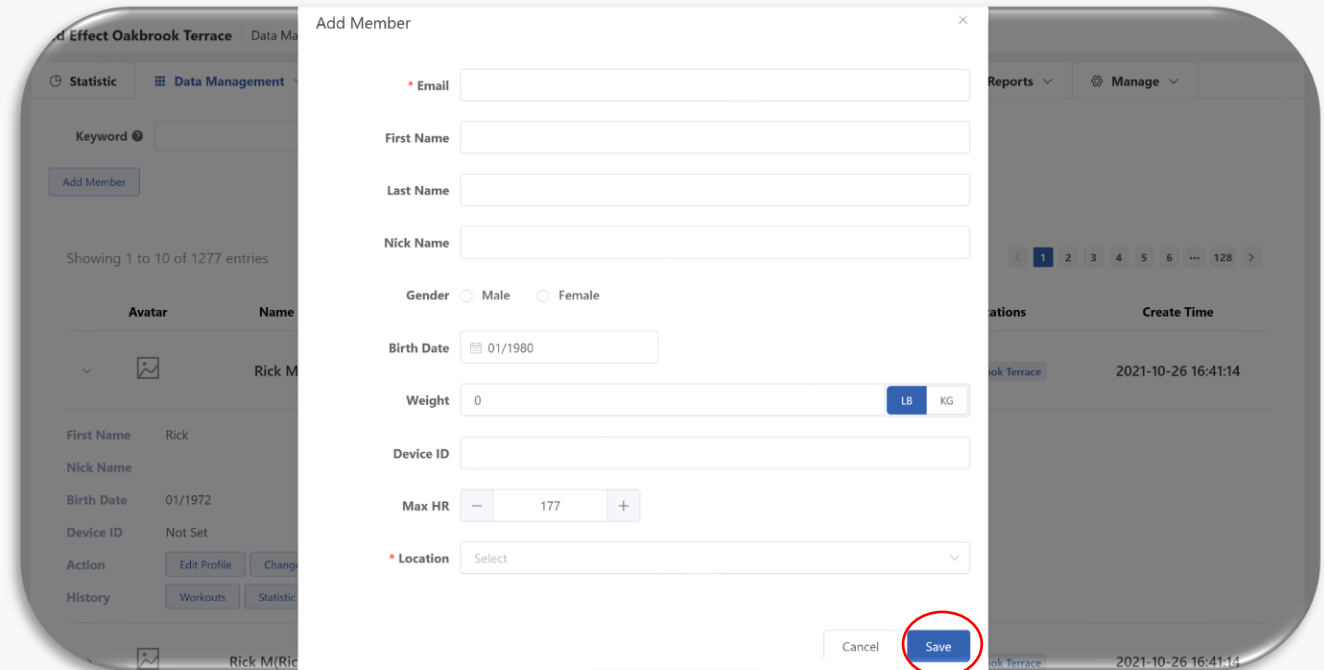 Add Member
Effect Oakbrook Terrace Data Ma
Statistic Data Management Reports Manage
* Email
Keyword
First Name
Add Member
Last Name
Nick Name
Showing 1 to 10 of 1277 entries 1 2 3 4 5 6 ... 128
Gender Male Female
Avatar Name Create Time
Birth Date 01/1980
Rick M Terrace 2021-10-26 16:41:14
Weight 0 LB KG
First Name Rick
Device ID
Nick Name
Birth Date 01/1972
Max HR − 177 +
Device ID Not Set
* Location Select
Action Edit Profile Change
History Workouts Statistic
Cancel Save
Rick M(Ric Terrace 2021-10-26 16:41:14